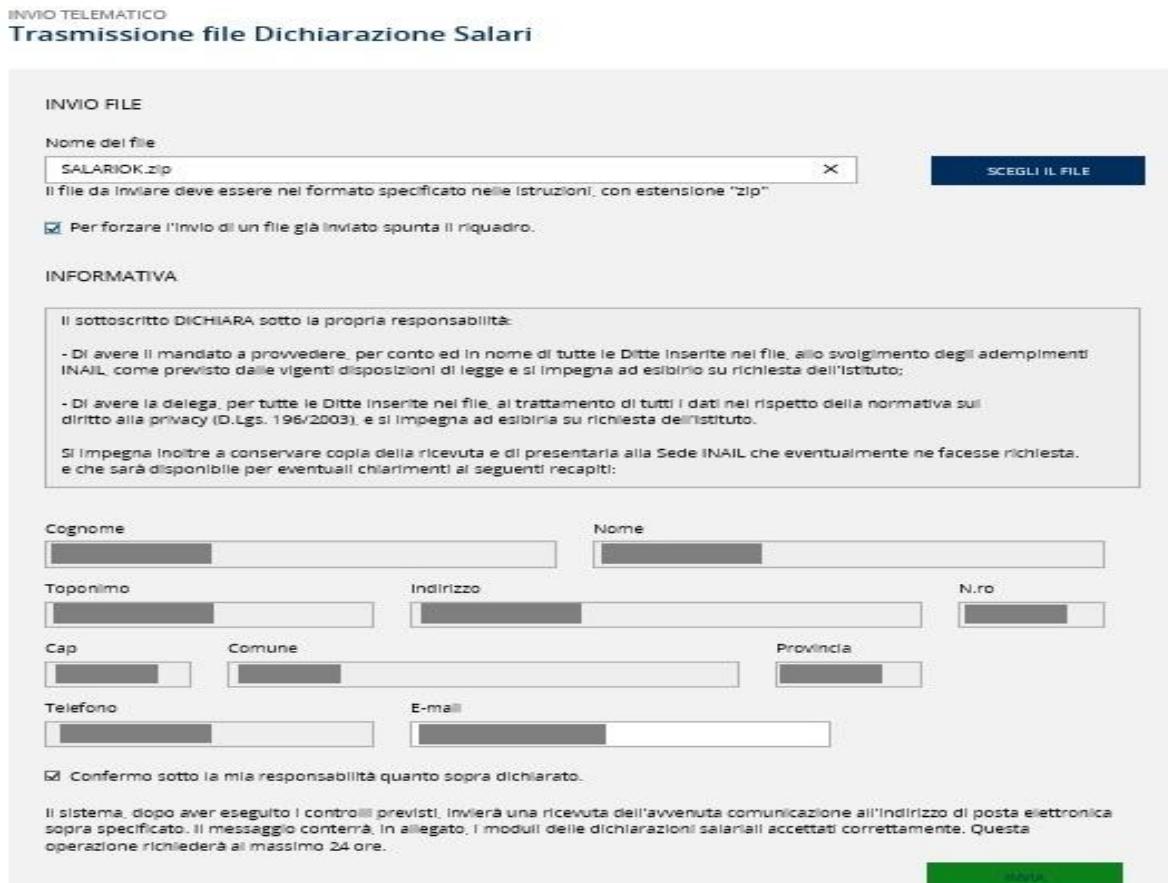 INVIO TELEMATICO
Trasmissione file Dichiarazione Salari
INVIO FILE
Nome del file
SALARIOK.zip
SCEGLI IL FILE
Il file da inviare deve essere nel formato specificato nelle istruzioni, con estensione "zip"
Per forzare l'invio di un file già inviato spunta il riquadro.
INFORMATIVA
Il sottoscritto DICHIARA sotto la propria responsabilità:
- Di avere il mandato a provvedere, per conto ed in nome di tutte le Ditte inserite nel file, allo svolgimento degli adempimenti
INAIL, come previsto dalle vigenti disposizioni di legge e si impegna ad esibirlo su richiesta dell'Istituto;
- Di avere la delega, per tutte le Ditte inserite nel file, al trattamento di tutti i dati nel rispetto della normativa sul
diritto alla privacy (D.Lgs. 196/2003), e si impegna ad esibirla su richiesta dell'Istituto.
Si impegna inoltre a conservare copia della ricevuta e di presentarla alla Sede INAIL che eventualmente ne facesse richiesta.
e che sarà disponibile per eventuali chiarimenti ai seguenti recapiti:
Cognome
Nome
Toponimo
Indirizzo
N.ro
Cap
Comune
Provincia
Telefono
E-mail
Confermo sotto la mia responsabilità quanto sopra dichiarato.
Il sistema, dopo aver eseguito i controlli previsti, invierà una ricevuta dell'avvenuta comunicazione all'indirizzo di posta elettronica
sopra specificato. Il messaggio conterrà, in allegato, i moduli delle dichiarazioni salariali accettati correttamente. Questa
operazione richiederà al massimo 24 ore.
INVIA